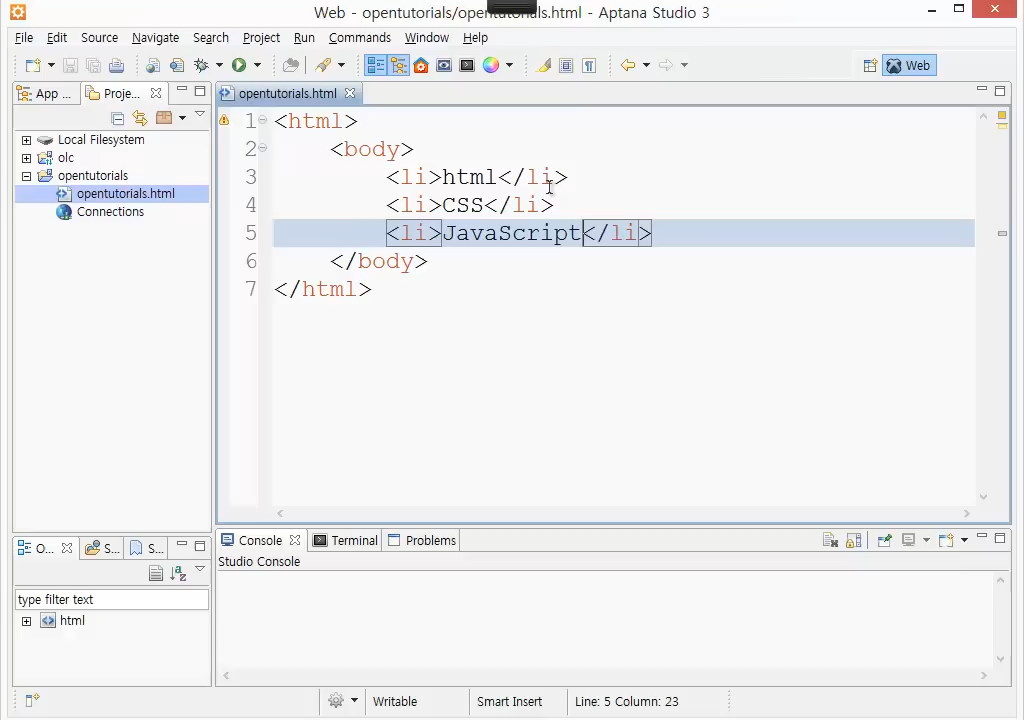 Web - opentutorials/opentutorials.html - Aptana Studio 3
File Edit Source Navigate Search Project Run Commands Window Help
Web
App ...
Proje...
opentutorials.html
Local Filesystem
olc
opentutorials
opentutorials.html
Connections
1 <html>
2 <body>
3 <li>html</li>
4 <li>CSS</li>
5 <li>JavaScript</li>
6 </body>
7 </html>
O...
S...
S...
type filter text
html
Console Terminal Problems
Studio Console
Writable Smart Insert Line: 5 Column: 23